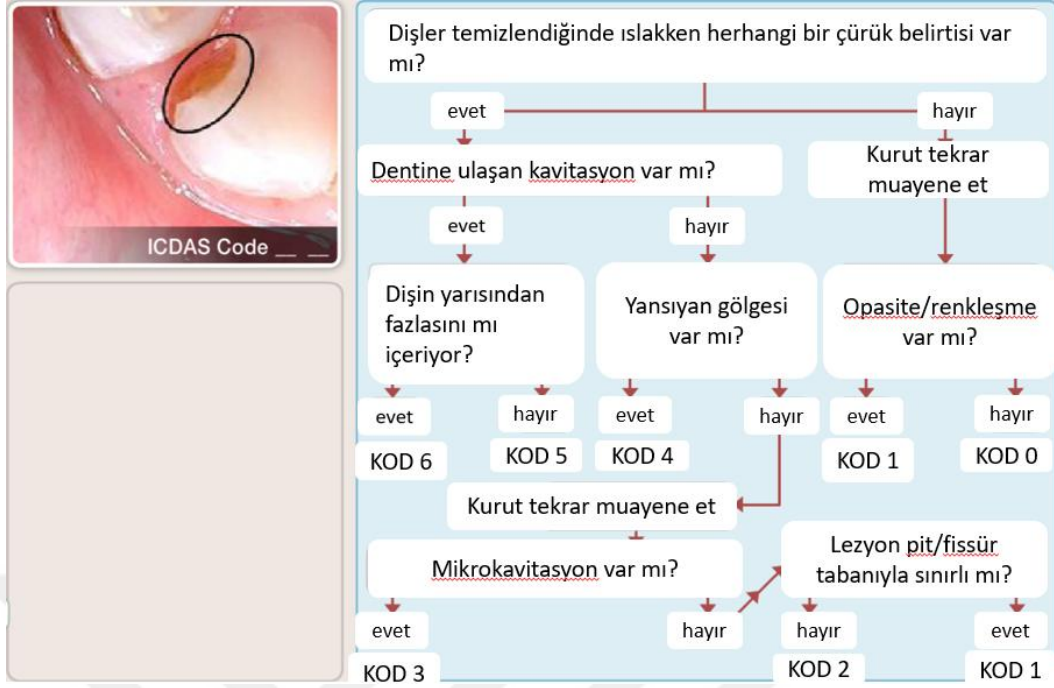 ICDAS Code __ __
Dişler temizlendiğinde ıslakken herhangi bir çürük belirtisi var
mı?
evet
hayır
Dentine ulaşan kavitasyon var mı?
Kurut tekrar
muayene et
evet
hayır
Dişin yarısından
fazlasını mı
içeriyor?
Yansıyan gölgesi
var mı?
Opasite/renkleşme
var mı?
evet
hayır
evet
hayır
evet
hayır
KOD 6
KOD 5
KOD 4
KOD 1
KOD 0
Kurut tekrar muayene et
Mikrokavitasyon var mı?
Lezyon pit/fissür
tabanıyla sınırlı mı?
evet
hayır
hayır
evet
KOD 3
KOD 2
KOD 1